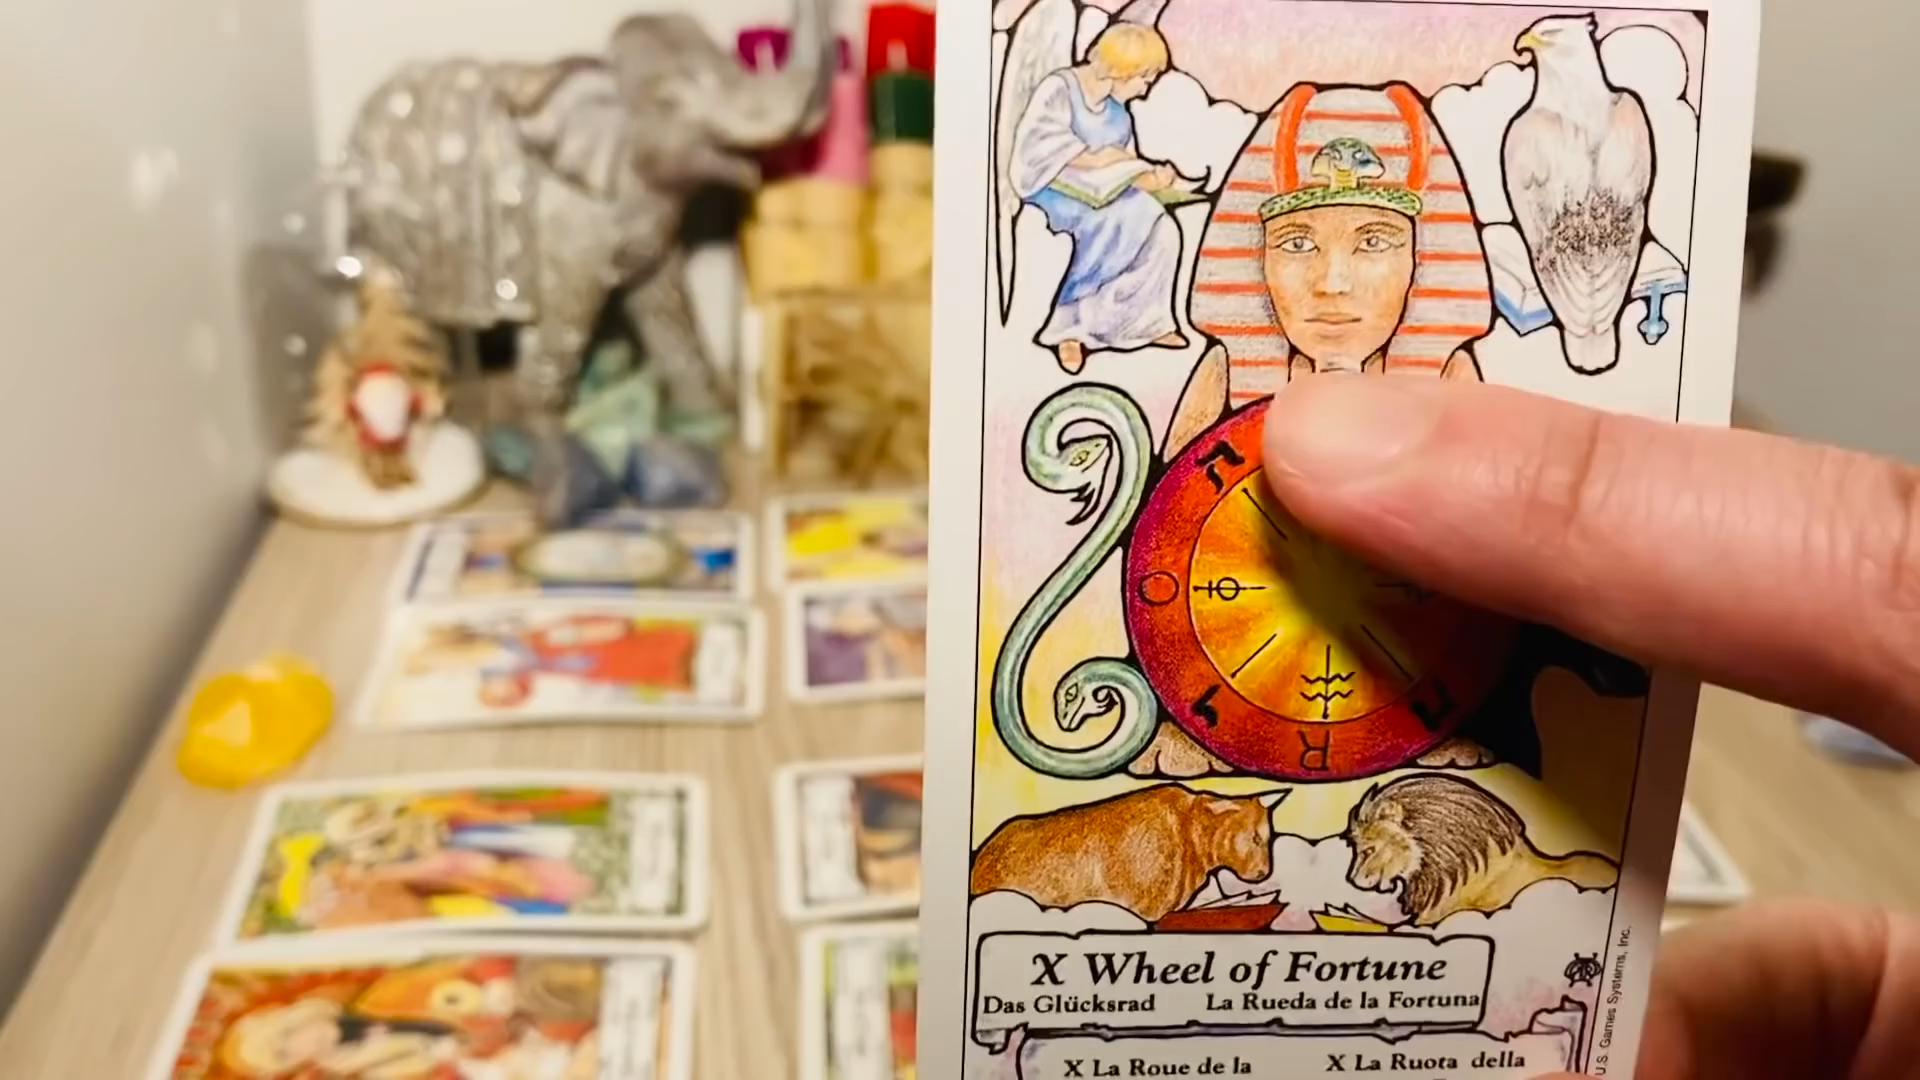 O
R
X Wheel of Fortune
Das Glücksrad La Rueda de la Fortuna
X La Roue de la X La Ruota della
U.S. Games Systems, Inc.